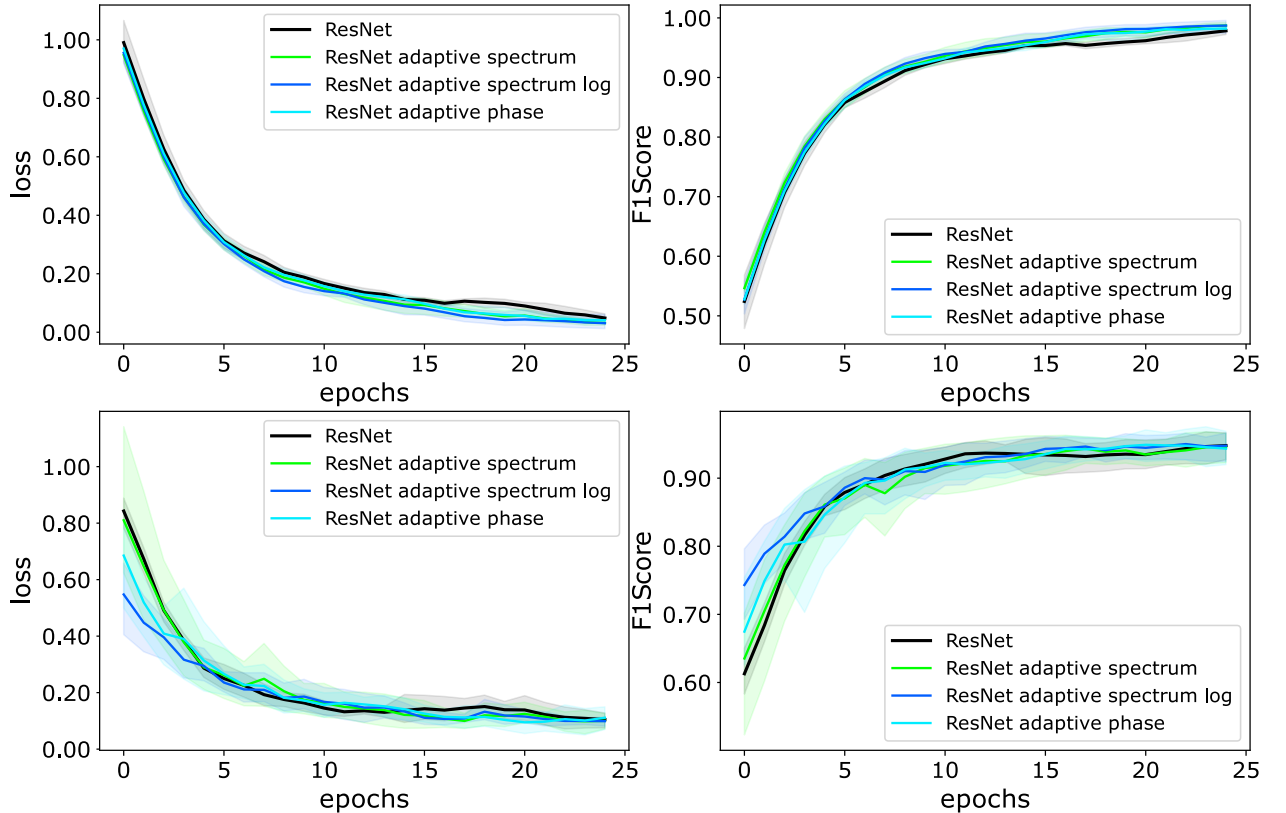 1.00
0.80
0.60
0.40
0.20
0.00
loss
0
5
10
15
20
25
epochs
ResNet
ResNet adaptive spectrum
ResNet adaptive spectrum log
ResNet adaptive phase
1.00
0.90
0.80
0.70
0.60
0.50
F1Score
0
5
10
15
20
25
epochs
ResNet
ResNet adaptive spectrum
ResNet adaptive spectrum log
ResNet adaptive phase
1.00
0.80
0.60
0.40
0.20
0.00
loss
0
5
10
15
20
25
epochs
ResNet
ResNet adaptive spectrum
ResNet adaptive spectrum log
ResNet adaptive phase
0.90
0.80
0.70
0.60
F1Score
0
5
10
15
20
25
epochs
ResNet
ResNet adaptive spectrum
ResNet adaptive spectrum log
ResNet adaptive phase